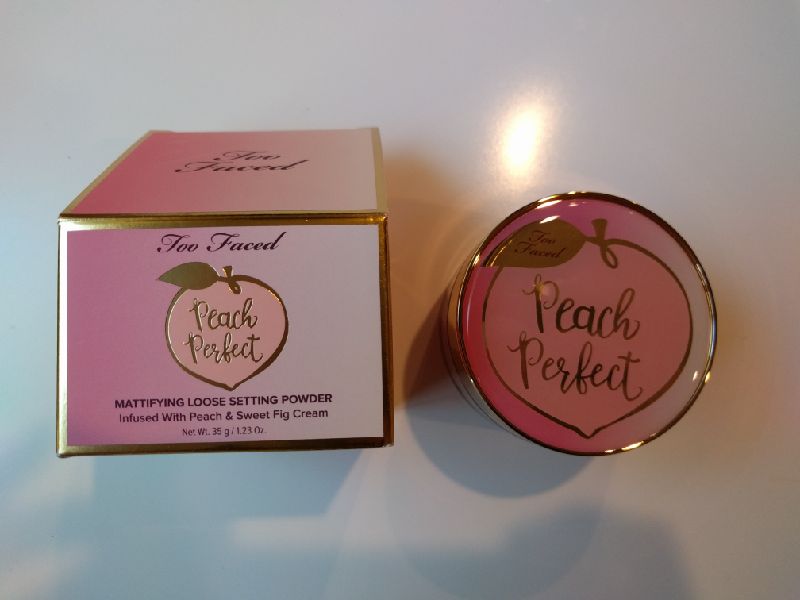 Too
Faced
Too Faced
Peach
Perfect
MATTIFYING LOOSE SETTING POWDER
Infused With Peach & Sweet Fig Cream
Net Wt. 35 g / 1.23 Oz.
Too
Faced
Peach
Perfect